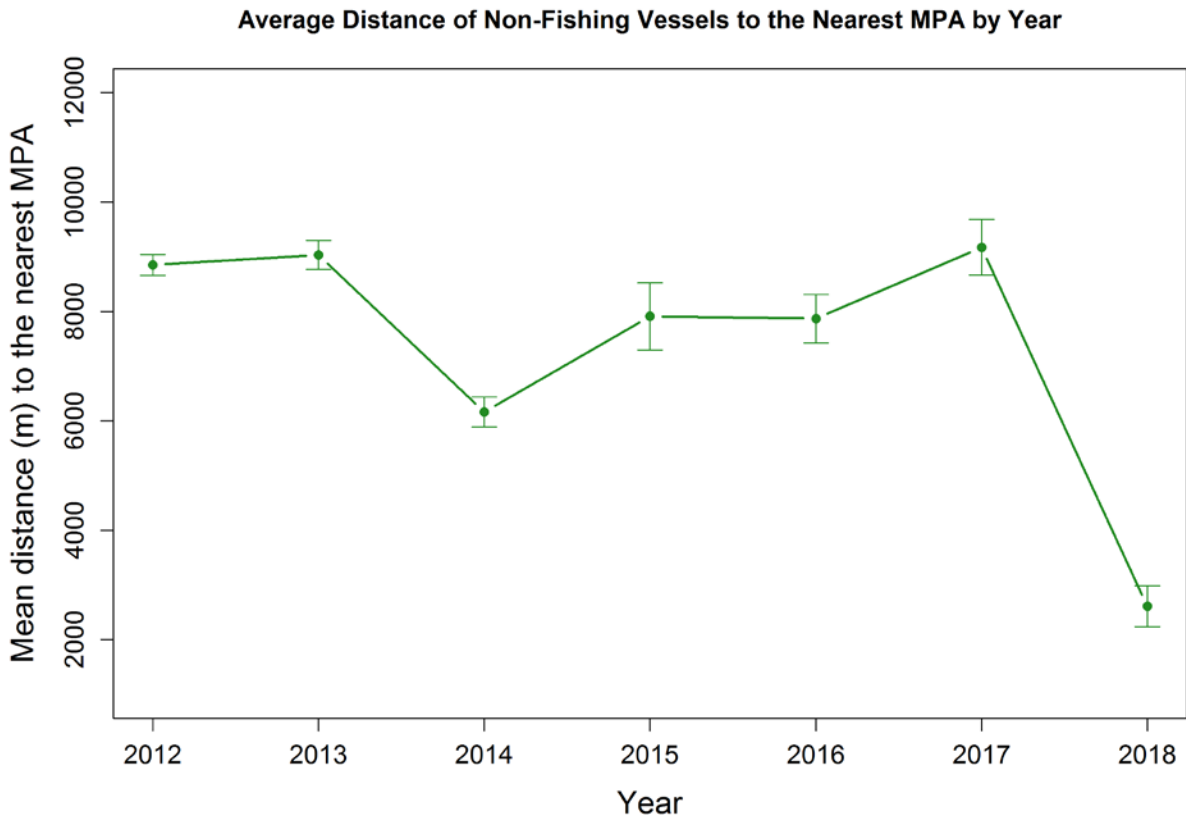 Average Distance of Non-Fishing Vessels to the Nearest MPA by Year
Mean distance (m) to the nearest MPA
12000
10000
8000
6000
4000
2000
2012 2013 2014 2015 2016 2017 2018
Year